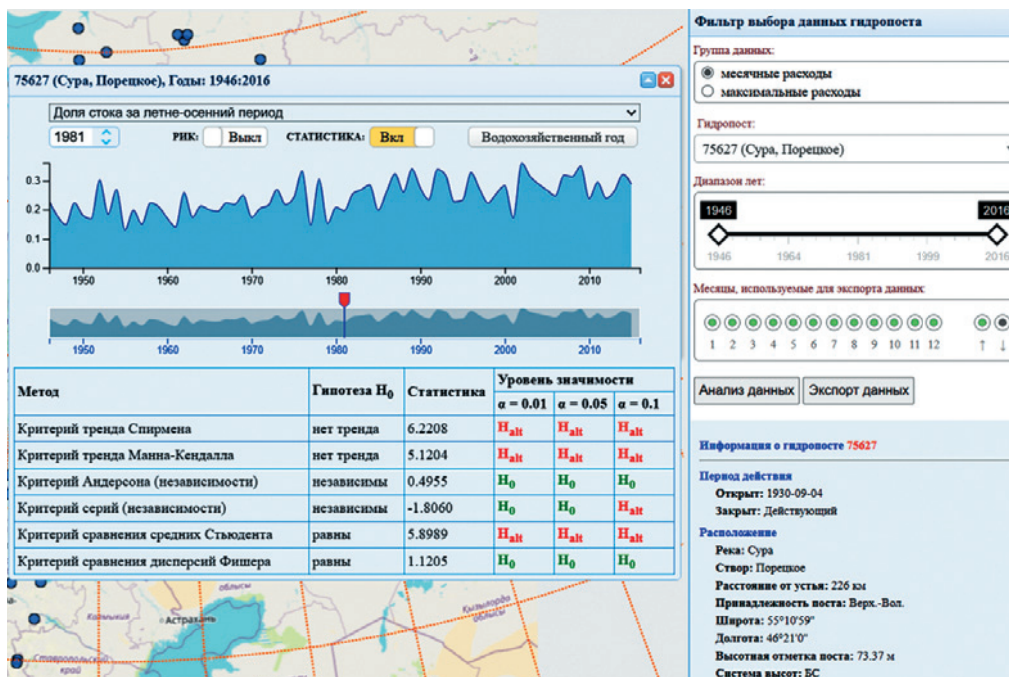 75627 (Сура, Порецкое), Годы: 1946:2016
Доля стока за летне-осенний период
1981
РИК: Выкл
СТАТИСТИКА: Вкл
Водохозяйственный год
0.3
0.2
0.1
0.0
1950 1960 1970 1980 1990 2000 2010
1950 1960 1970 1980 1990 2000 2010
Метод Гипотеза H0 Статистика Уровень значимости
α = 0.01 α = 0.05 α = 0.1
Критерий тренда Спирмена нет тренда 6.2208 Halt Halt Halt
Критерий тренда Манна-Кендалла нет тренда 5.1204 Halt Halt Halt
Критерий Андерсона (независимости) независимы 0.4955 H0 H0 H0
Критерий серий (независимости) независимы -1.8060 H0 H0 Halt
Критерий сравнения средних Стьюдента равны 5.8989 Halt Halt Halt
Критерий сравнения дисперсий Фишера равны 1.1205 H0 H0 H0
области
Калмыкия
Астрахань
Ставропольский
край
Кызылорда
облысы
Фильтр выбора данных гидропоста
Группа данных:
месячные расходы
максимальные расходы
Гидропост:
75627 (Сура, Порецкое)
Диапазон лет:
1946 2016
1946 1964 1981 1999 2016
Месяцы, используемые для экспорта данных
1 2 3 4 5 6 7 8 9 10 11 12 ↑ ↓
Анализ данных Экспорт данных
Информация о гидропосте 75627
Период действия
Открыт: 1930-09-04
Закрыт: Действующий
Расположение
Река: Сура
Створ: Порецкое
Расстояние от устья: 226 км
Принадлежность поста: Верх.-Вол.
Широта: 55°10'59"
Долгота: 46°21'0"
Высотная отметка поста: 73.37 м
Система высот: БС